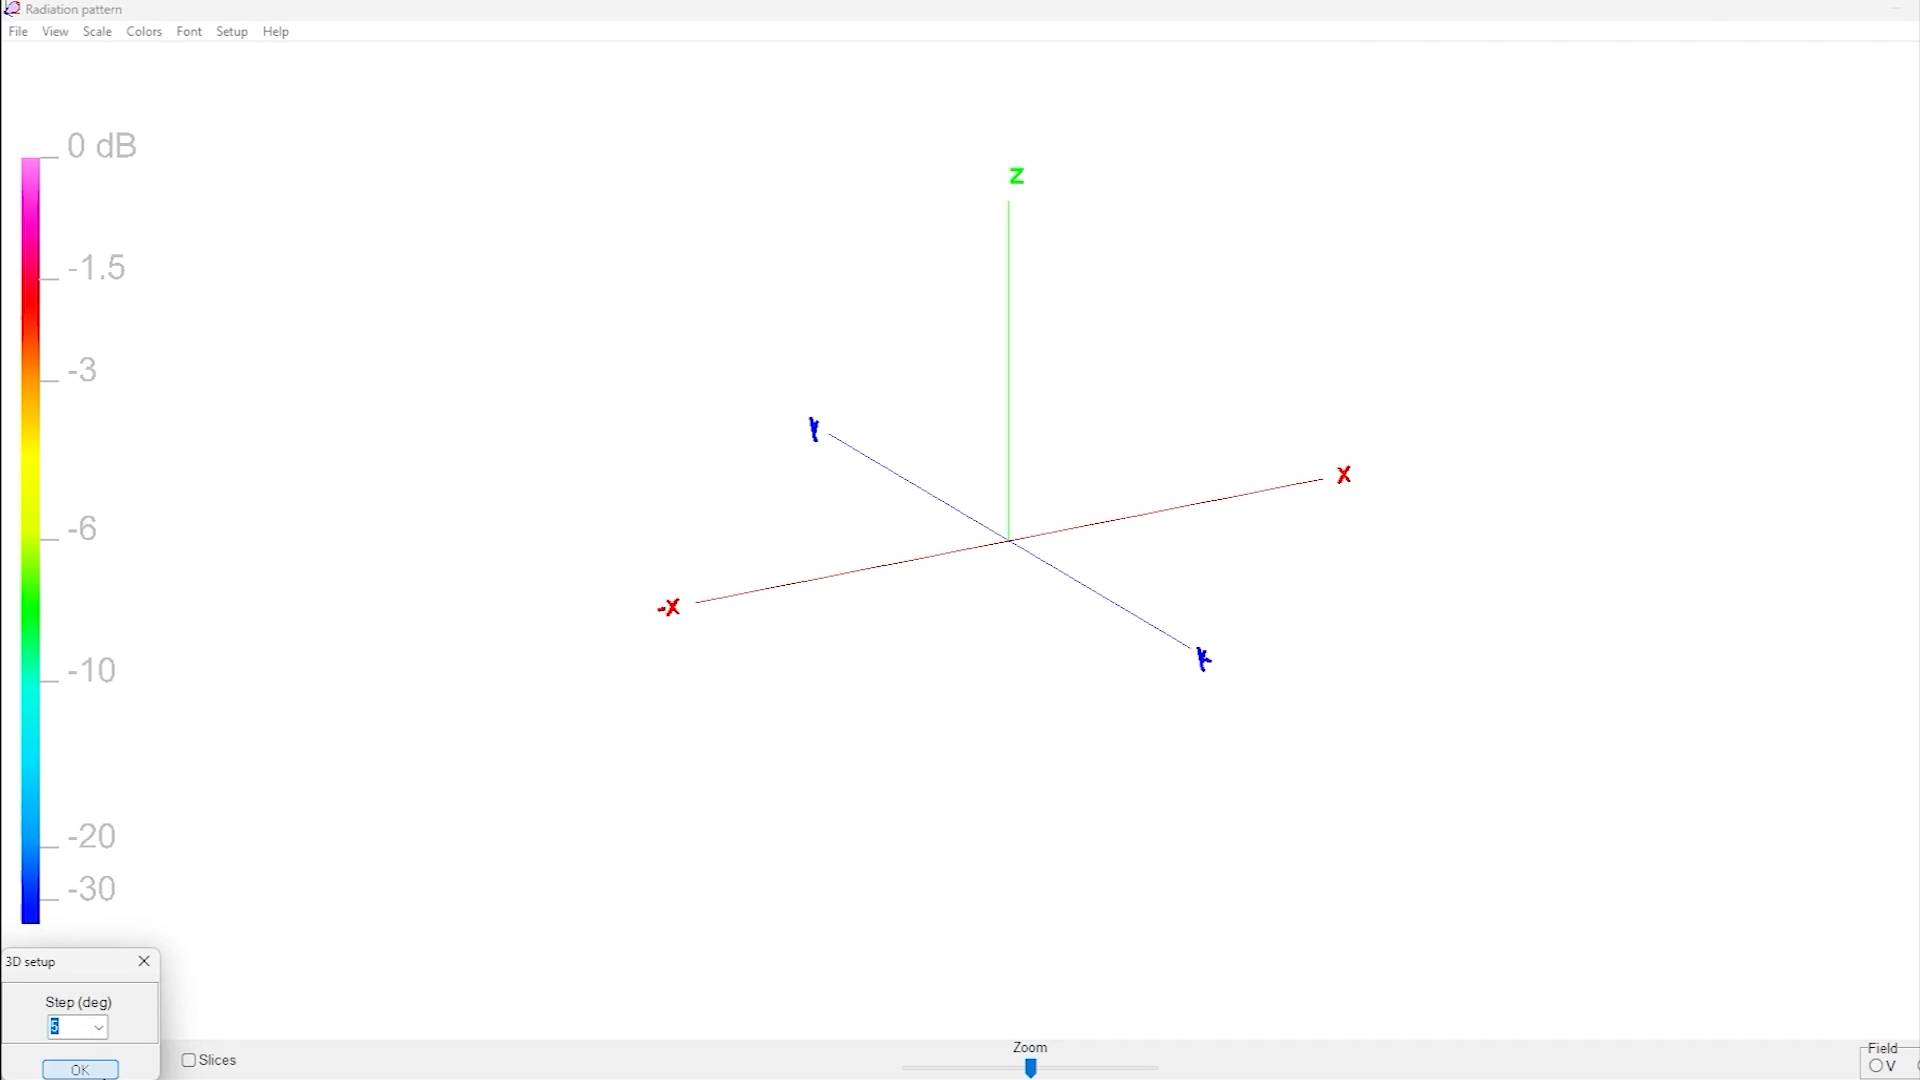 Radiation pattern
File View Scale Colors Font Setup Help
0 dB
-1.5
-3
-6
-10
-20
-30
Z
X
-X
3D setup
Step (deg)
5
OK
Slices
Zoom
Field
V